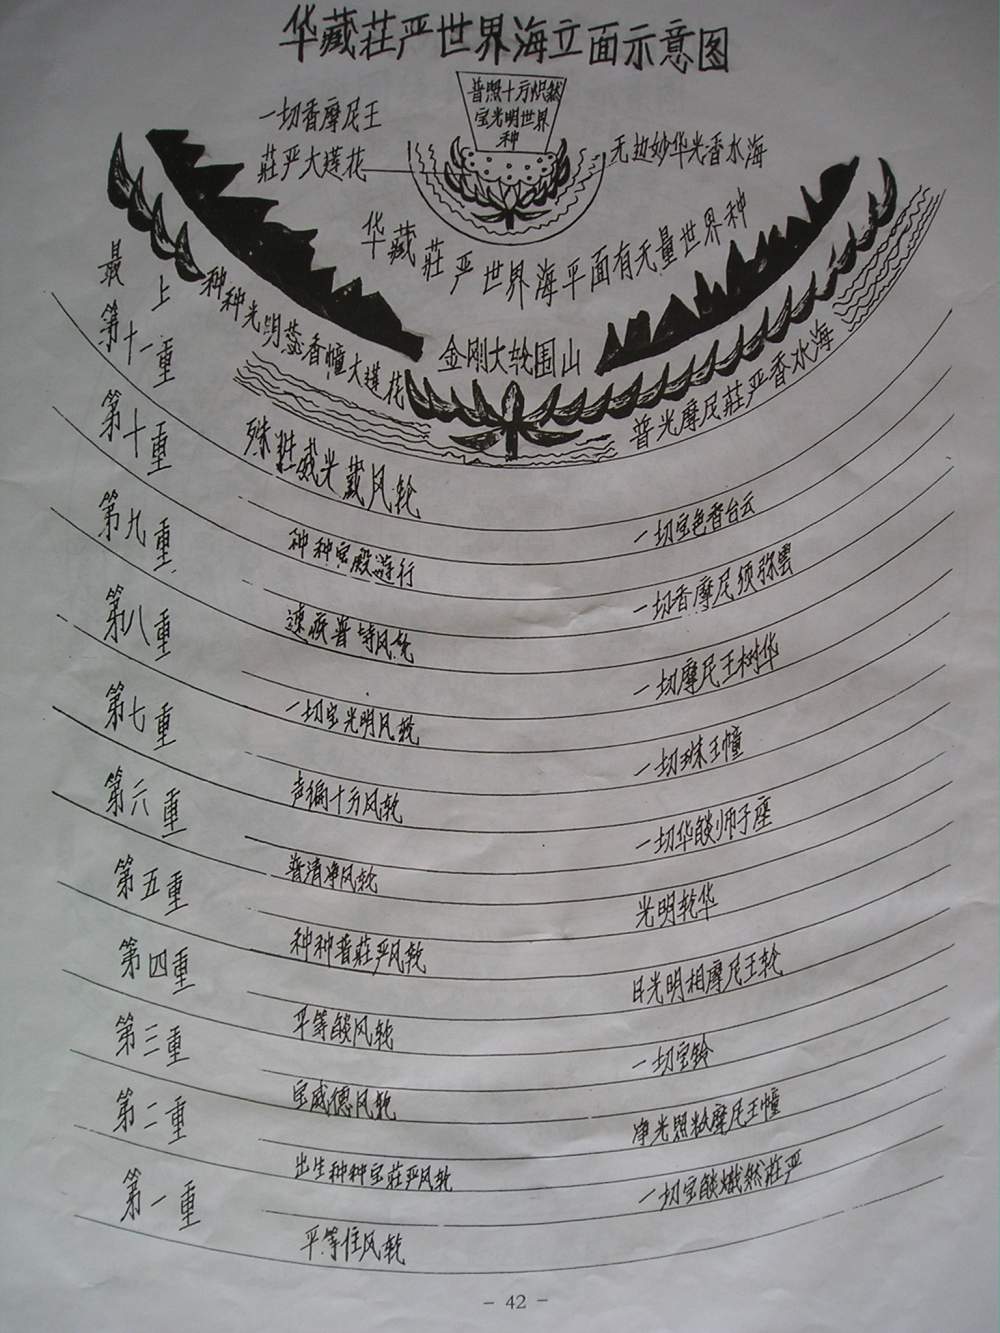 华藏莊严世界海立面示意图
普照十方炽然
宝光明世界
种
一切香摩尼王
莊严大莲花
无边妙华光香水海
华藏莊严世界海平面有无量世界种
最上
种种光明蕊香幢大莲花
金刚大轮围山
普光摩尼莊严香水海
第十一重
殊胜威光藏风轮
一切宝色香台云
第十重
种种宝殿游行
一切香摩尼须弥雲
第九重
速疾普持风轮
一切摩尼王树华
第八重
一切宝光明风轮
一切珠王幢
第七重
声徧十方风轮
一切华燄师子座
第六重
普清净风轮
光明轮华
第五重
种种普莊严风轮
日光明相摩尼王轮
第四重
平等燄风轮
一切宝铃
第三重
宝威德风轮
净光照耀摩尼王幢
第二重
出生种种宝莊严风轮
一切宝燄炽然莊严
第一重
平等住风轮
- 42 -